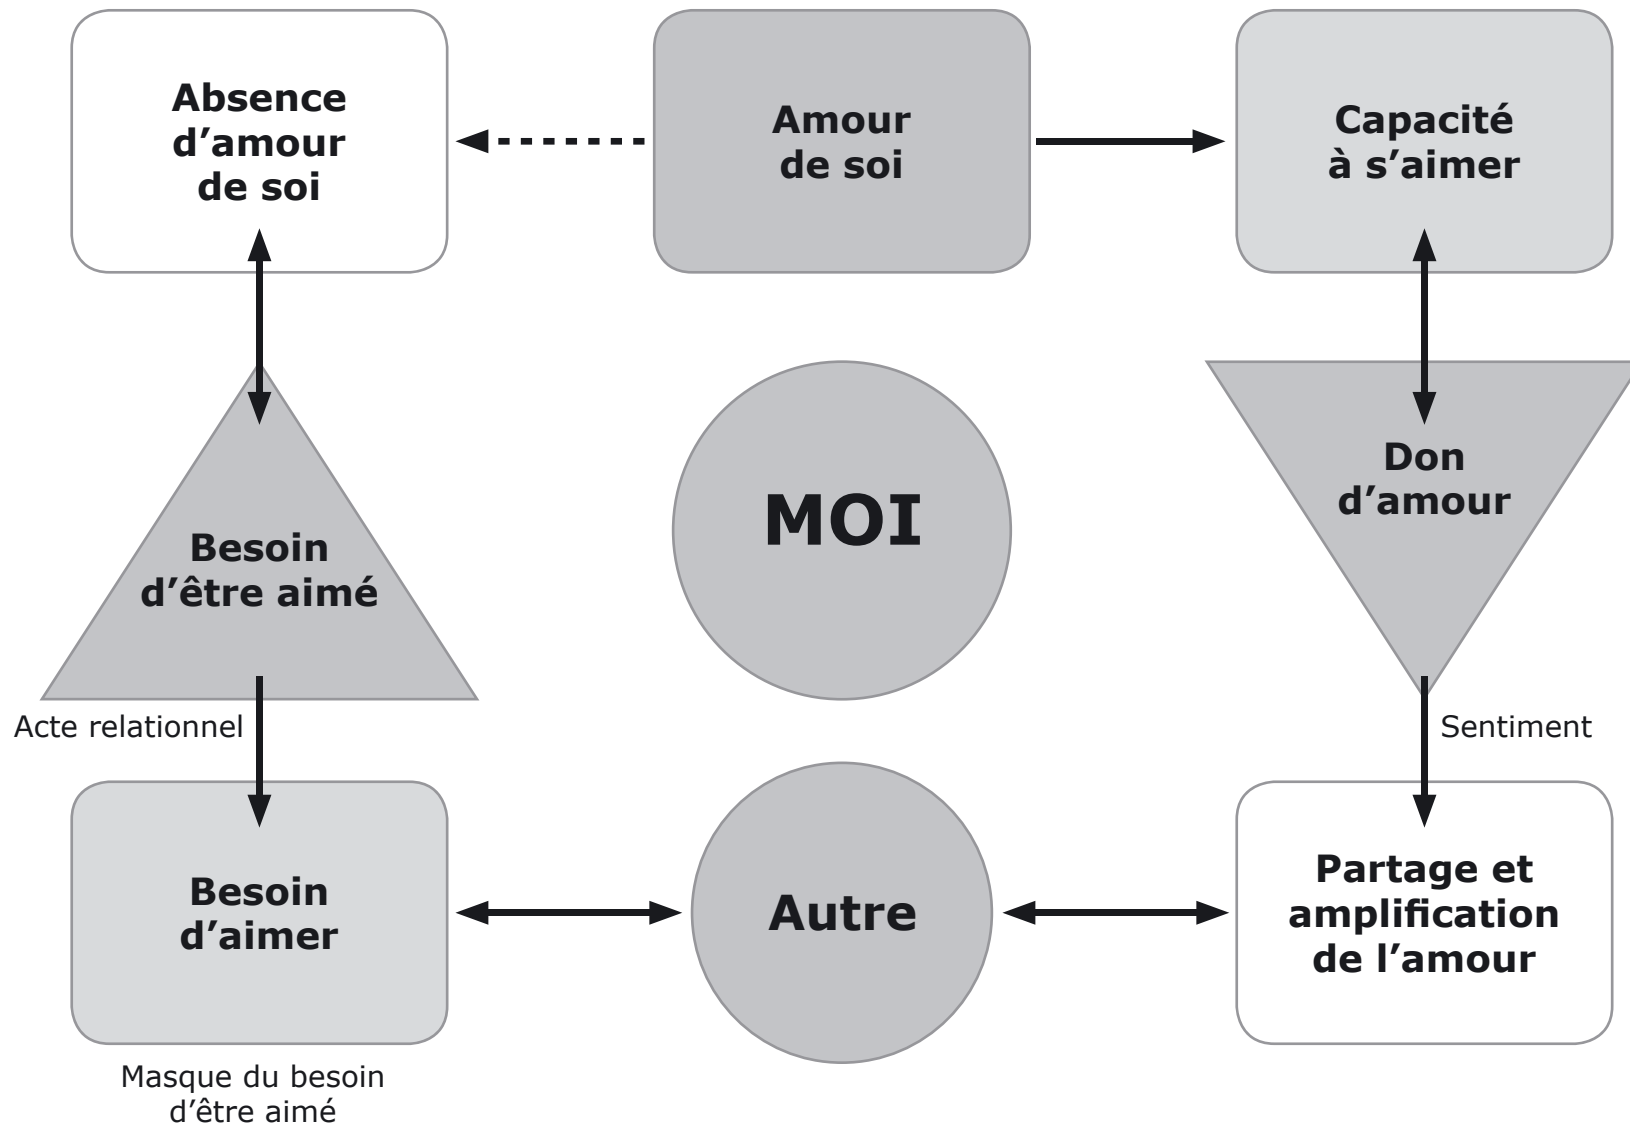 Absence
d’amour
de soi
Amour
de soi
Capacité
à s’aimer
Besoin
d’être aimé
MOI
Don
d’amour
Acte relationnel
Sentiment
Besoin
d’aimer
Autre
Partage et
amplification
de l’amour
Masque du besoin
d’être aimé